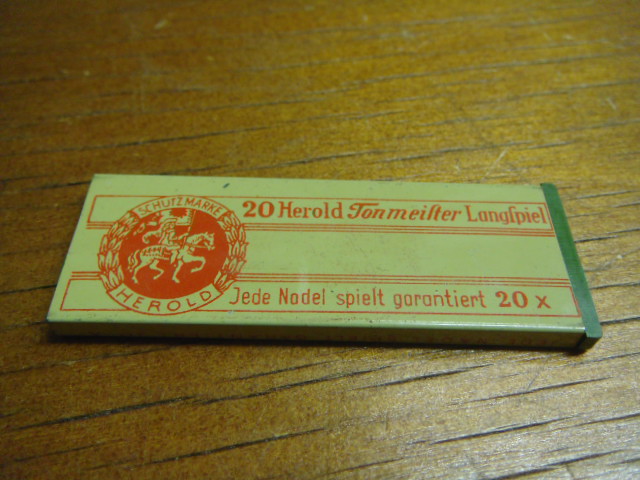 SCHUTZMARKE
HEROLD
20 Herold Tonmeiſter Langſpiel
Jede Nadel spielt garantiert 20 x